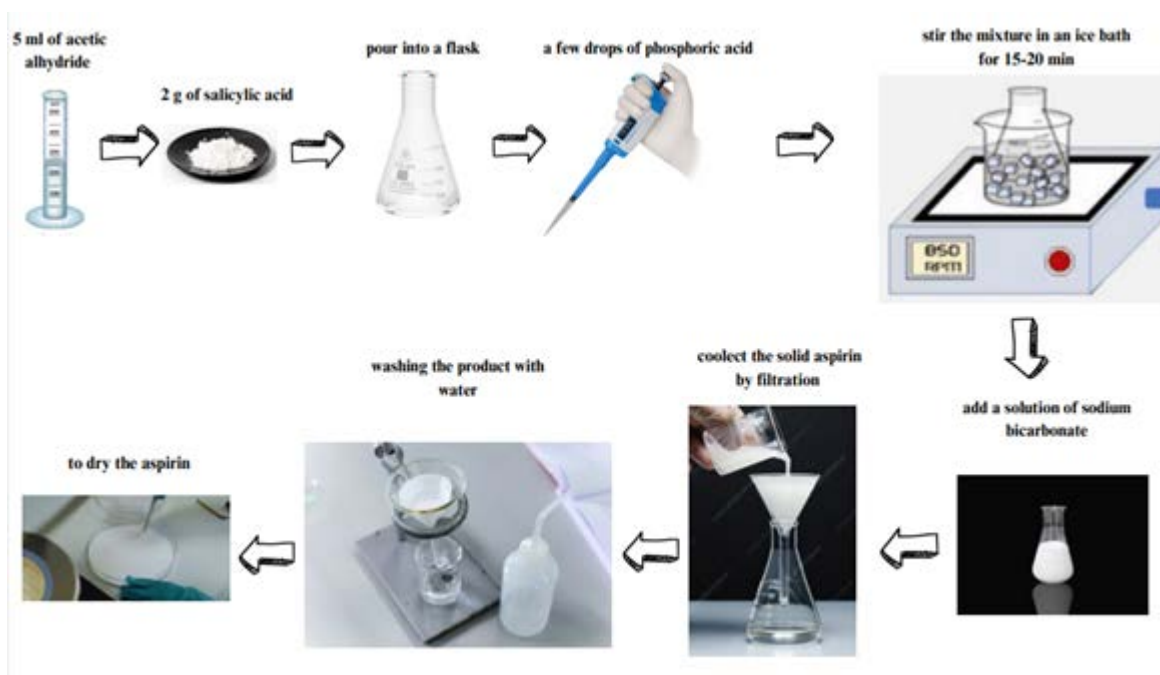 5 ml of acetic
alhydride
2 g of salicylic acid
pour into a flask
a few drops of phosphoric acid
stir the mixture in an ice bath
for 15-20 min
850
RPM
add a solution of sodium
bicarbonate
coolect the solid aspirin
by filtration
washing the product with
water
to dry the aspirin